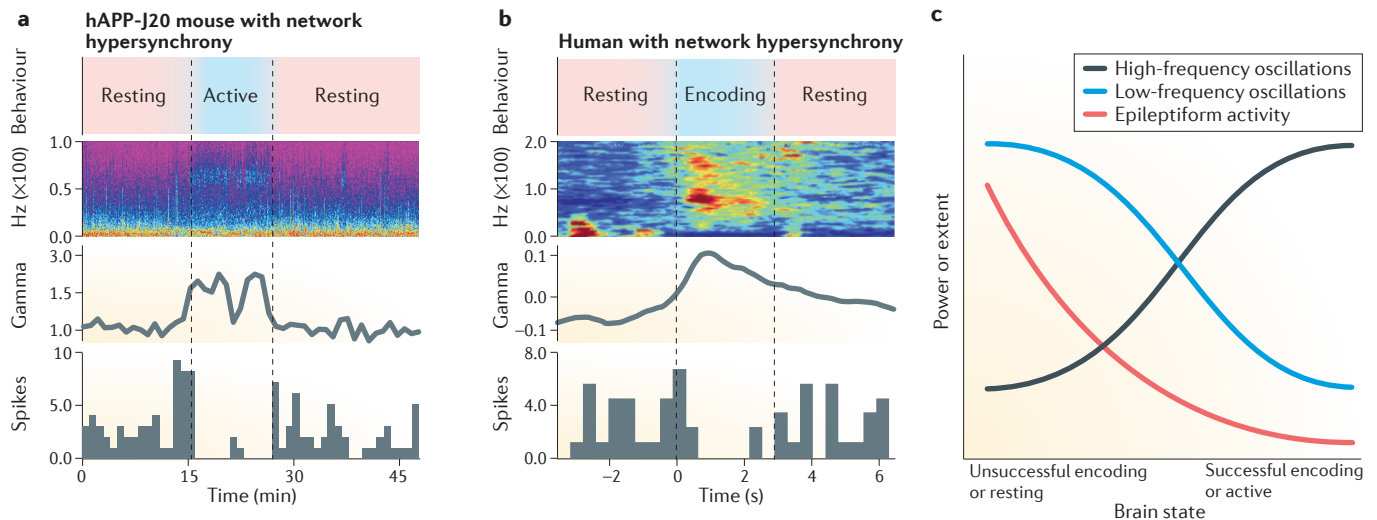 a
hAPP-J20 mouse with network
hypersynchrony
Behaviour
Resting
Active
Resting
Hz (×100)
1.0
0.5
0.0
Gamma
3.0
1.5
1.0
Spikes
10
5.0
0.0
0
15
30
45
Time (min)
b
Human with network hypersynchrony
Behaviour
Resting
Encoding
Resting
Hz (×100)
2.0
1.0
0.0
Gamma
0.1
0.0
−0.1
Spikes
8.0
4.0
0.0
−2
0
2
4
6
Time (s)
c
High-frequency oscillations
Low-frequency oscillations
Epileptiform activity
Power or extent
Unsuccessful encoding
or resting
Successful encoding
or active
Brain state